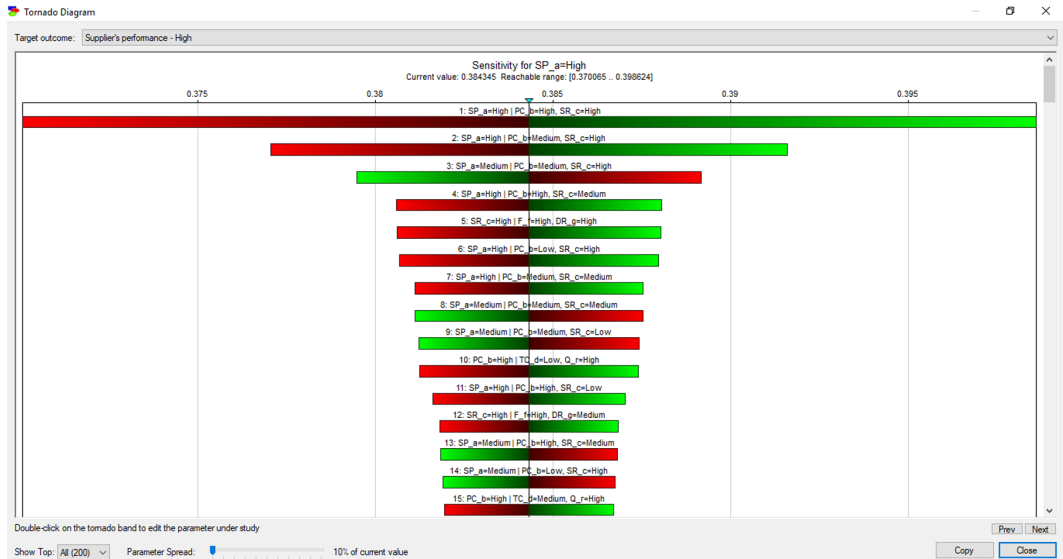 Tornado Diagram
Target outcome: Supplier's performance - High
Sensitivity for SP_a=High
Current value: 0.384345 Reachable range: [0.370065 .. 0.398624]
0.375 0.38 0.385 0.39 0.395
1: SP_a=High | PC_b=High, SR_c=High
2: SP_a=High | PC_b=Medium, SR_c=High
3: SP_a=Medium | PC_b=Medium, SR_c=High
4: SP_a=High | PC_b=High, SR_c=Medium
5: SR_c=High | F_f=High, DR_g=High
6: SP_a=High | PC_b=Low, SR_c=High
7: SP_a=High | PC_b=Medium, SR_c=Medium
8: SP_a=Medium | PC_b=Medium, SR_c=Medium
9: SP_a=Medium | PC_b=Medium, SR_c=Low
10: PC_b=High | TC_d=Low, Q_r=High
11: SP_a=High | PC_b=High, SR_c=Low
12: SR_c=High | F_f=High, DR_g=Medium
13: SP_a=Medium | PC_b=High, SR_c=Medium
14: SP_a=Medium | PC_b=Low, SR_c=High
15: PC_b=High | TC_d=Medium, Q_r=High
Double-click on the tornado band to edit the parameter under study
Prev Next
Show Top: All (200) Parameter Spread: 10% of current value Copy Close